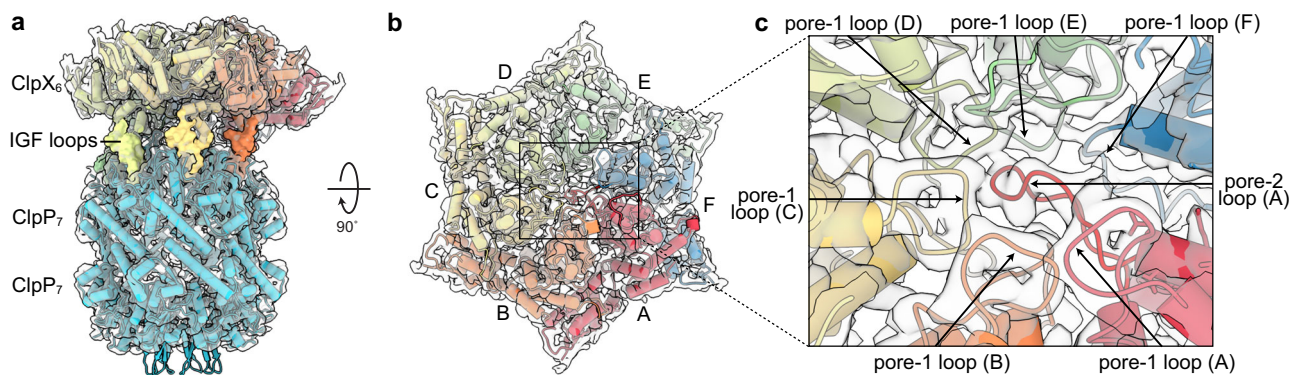 a
ClpX6
IGF loops
ClpP7
ClpP7
90°
b
D
E
C
F
B
A
c
pore-1 loop (D)
pore-1 loop (E)
pore-1 loop (F)
pore-1
loop (C)
pore-2
loop (A)
pore-1 loop (B)
pore-1 loop (A)